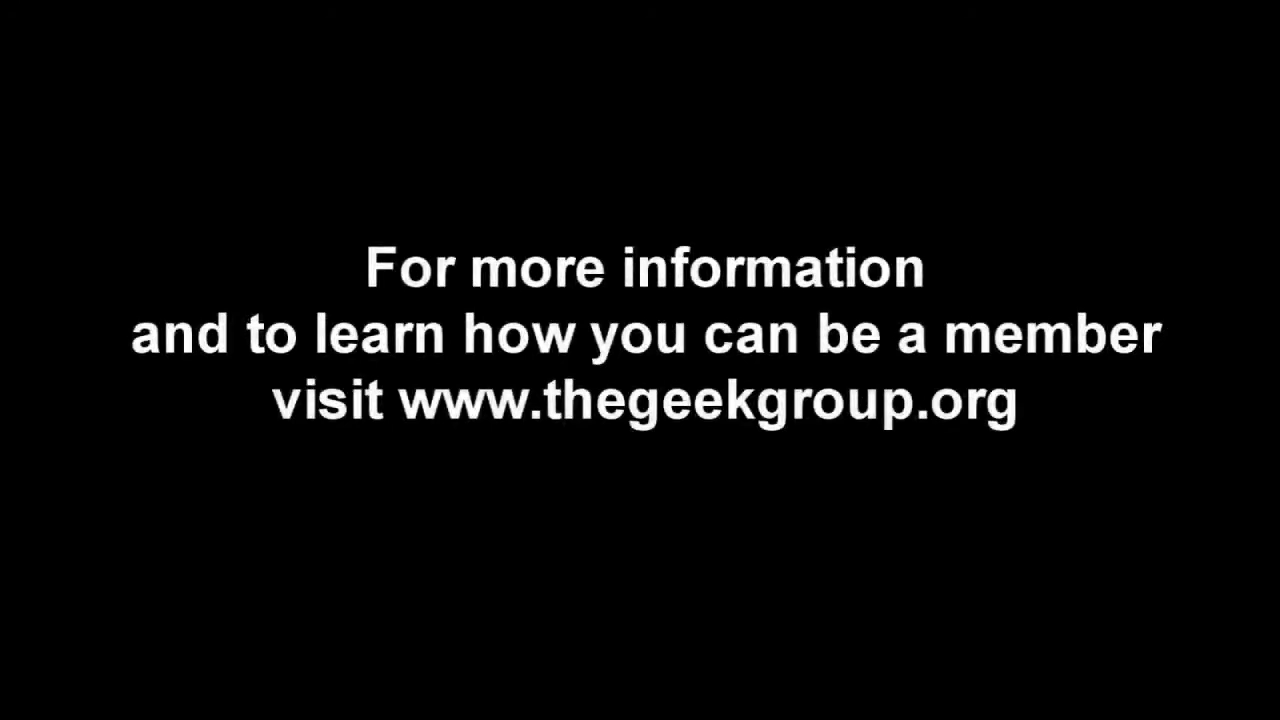 For more information
and to learn how you can be a member
visit www.thegeekgroup.org